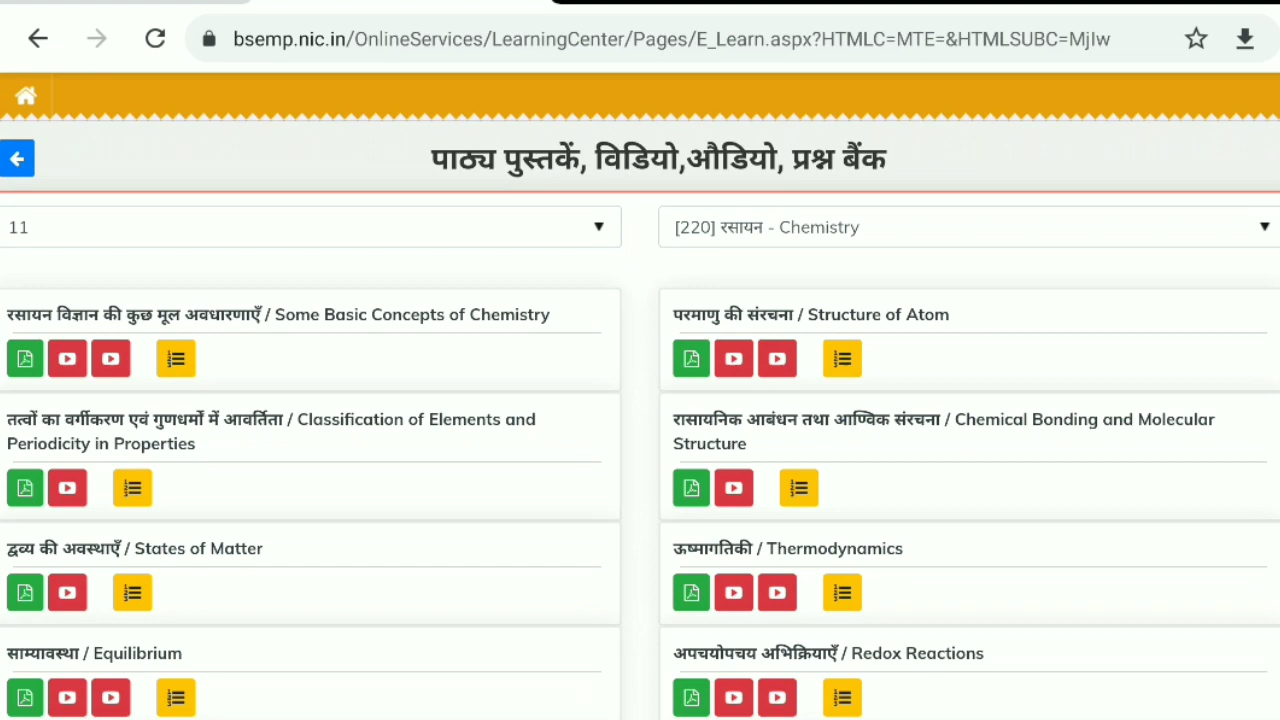 bsemp.nic.in/OnlineServices/LearningCenter/Pages/E_Learn.aspx?HTMLC=MTE=&HTMLSUBC=MjIw
पाठ्य पुस्तकें, विडियो,औडियो, प्रश्न बैंक
11
[220] रसायन - Chemistry
रसायन विज्ञान की कुछ मूल अवधारणाएँ / Some Basic Concepts of Chemistry
परमाणु की संरचना / Structure of Atom
तत्वों का वर्गीकरण एवं गुणधर्मों में आवर्तिता / Classification of Elements and
Periodicity in Properties
रासायनिक आबंधन तथा आण्विक संरचना / Chemical Bonding and Molecular
Structure
द्रव्य की अवस्थाएँ / States of Matter
ऊष्मागतिकी / Thermodynamics
साम्यावस्था / Equilibrium
अपचयोपचय अभिक्रियाएँ / Redox Reactions